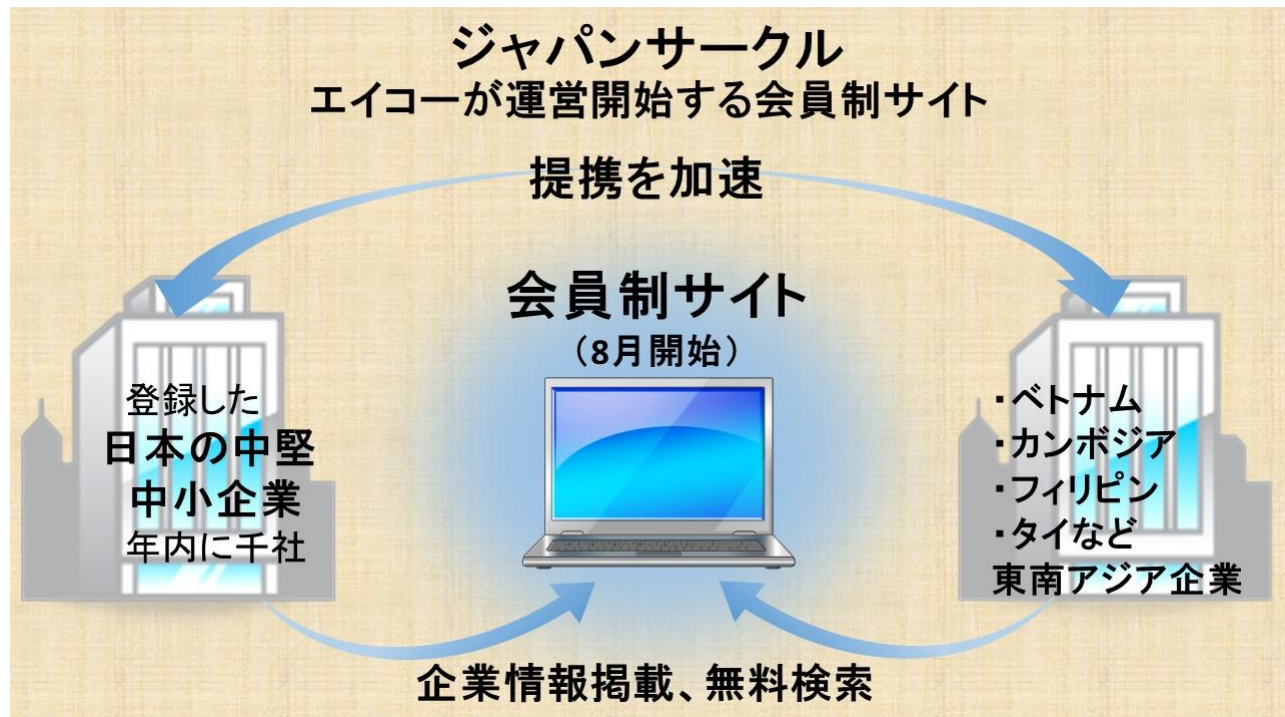 ジャパンサークル
エイコーが運営開始する会員制サイト
提携を加速
会員制サイト
（8月開始）
登録した
日本の中堅
中小企業
年内に千社
・ベトナム
・カンボジア
・フィリピン
・タイなど
東南アジア企業
企業情報掲載、無料検索